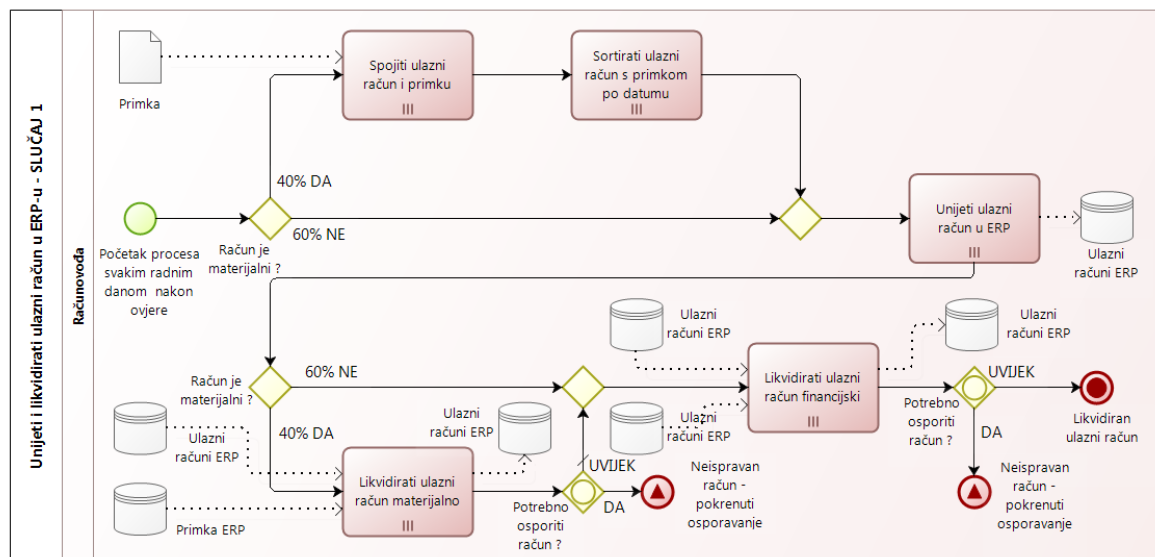 Unijeti i likvidirati ulazni račun u ERP-u - SLUČAJ 1
Računovođa
Primka
Spojiti ulazni
račun i primku
Sortirati ulazni
račun s primkom
po datumu
40% DA
60% NE
Početak procesa
svakim radnim
danom nakon
ovjere
Račun je
materijalni ?
Unijeti ulazni
račun u ERP
Ulazni
računi ERP
Račun je
materijalni ?
60% NE
40% DA
Ulazni
računi ERP
Primka ERP
Likvidirati ulazni
račun materijalno
Ulazni
računi ERP
Potrebno
osporiti
račun ?
UVIJEK
DA
Neispravan
račun -
pokrenuti
osporavanje
Ulazni
računi ERP
Ulazni
računi ERP
Likvidirati ulazni
račun financijski
Ulazni
računi ERP
Potrebno
osporiti
račun ?
UVIJEK
DA
Likvidiran
ulazni račun
Neispravan
račun -
pokrenuti
osporavanje